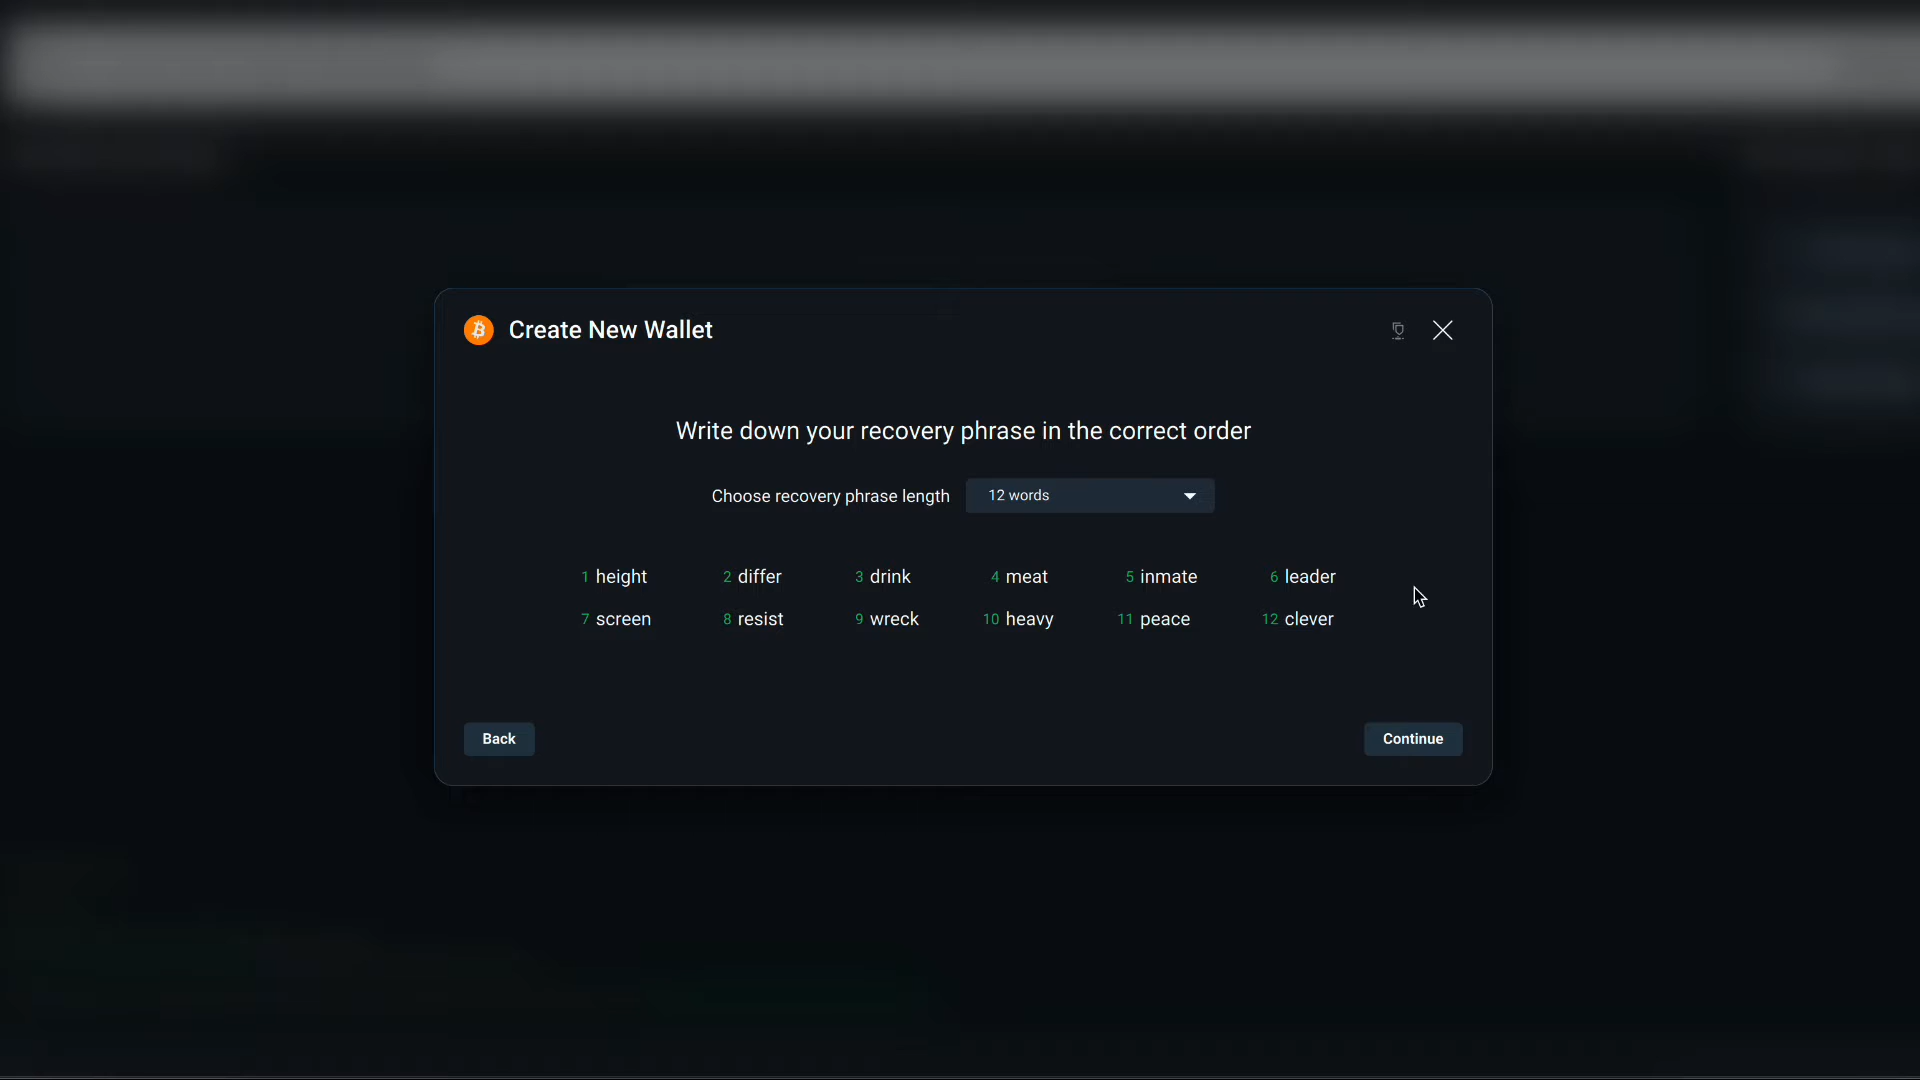 Create New Wallet
Write down your recovery phrase in the correct order
Choose recovery phrase length 12 words
1 height 2 differ 3 drink 4 meat 5 inmate 6 leader
7 screen 8 resist 9 wreck 10 heavy 11 peace 12 clever
Back Continue